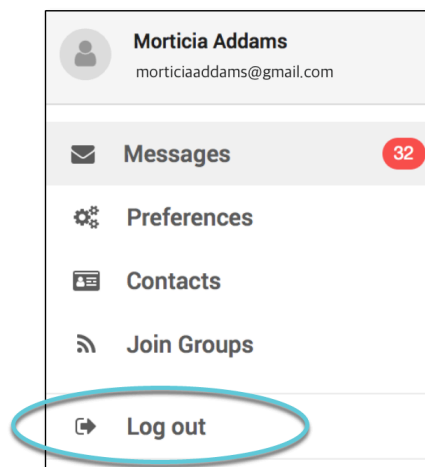 Morticia Addams
morticiaaddams@gmail.com
Messages 32
Preferences
Contacts
Join Groups
Log out